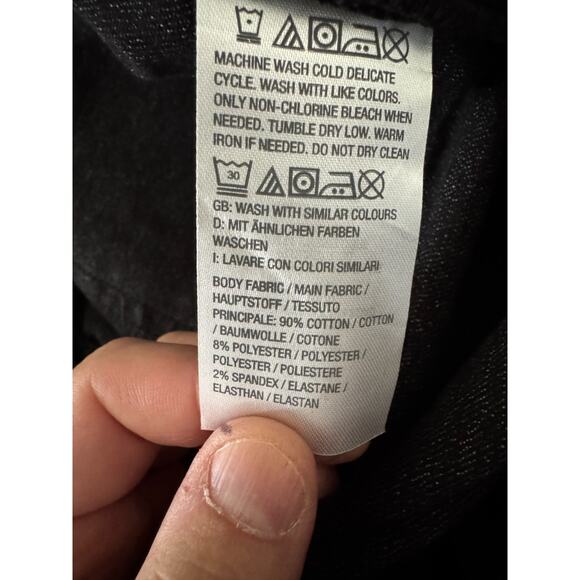 MACHINE WASH COLD DELICATE
CYCLE. WASH WITH LIKE COLORS.
ONLY NON-CHLORINE BLEACH WHEN
NEEDED. TUMBLE DRY LOW. WARM
IRON IF NEEDED. DO NOT DRY CLEAN
30
GB: WASH WITH SIMILAR COLOURS
D: MIT ÄHNLICHEN FARBEN
WASCHEN
I: LAVARE CON COLORI SIMILARI
BODY FABRIC / MAIN FABRIC /
HAUPTSTOFF / TESSUTO
PRINCIPALE: 90% COTTON / COTTON
/ BAUMWOLLE / COTONE
8% POLYESTER / POLYESTER /
POLYESTER / POLIESTERE
2% SPANDEX / ELASTANE /
ELASTHAN / ELASTAN